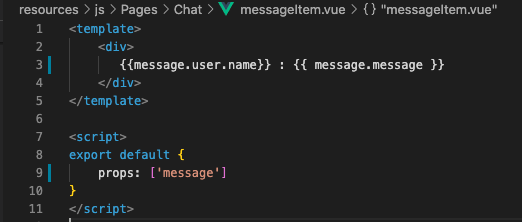 resources > js > Pages > Chat > messageItem.vue > {} "messageItem.vue"
1 <template>
2 <div>
3 {{message.user.name}} : {{ message.message }}
4 </div>
5 </template>
6
7 <script>
8 export default {
9 props: ['message']
10 }
11 </script>